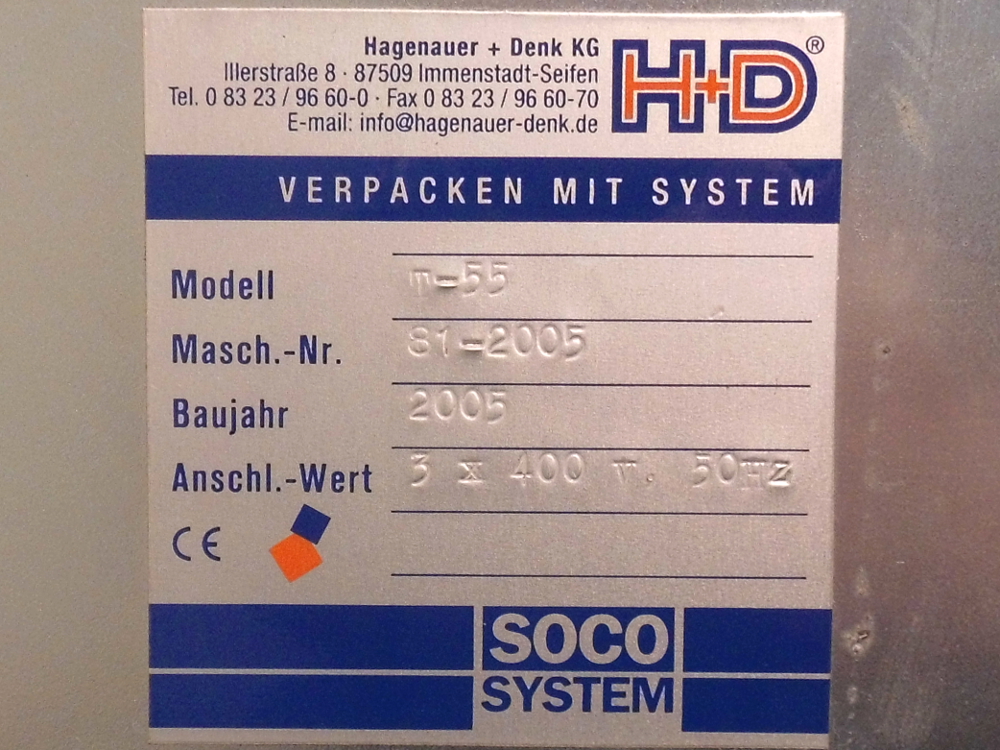 Hagenauer + Denk KG
Illerstraße 8 · 87509 Immenstadt-Seifen
Tel. 0 83 23 / 96 60-0 · Fax 0 83 23 / 96 60-70
E-mail: info@hagenauer-denk.de
H+D®
VERPACKEN MIT SYSTEM
Modell T-55
Masch.-Nr. 81-2005
Baujahr 2005
Anschl.-Wert 3 x 400 V. 50Hz
CE
SOCO
SYSTEM